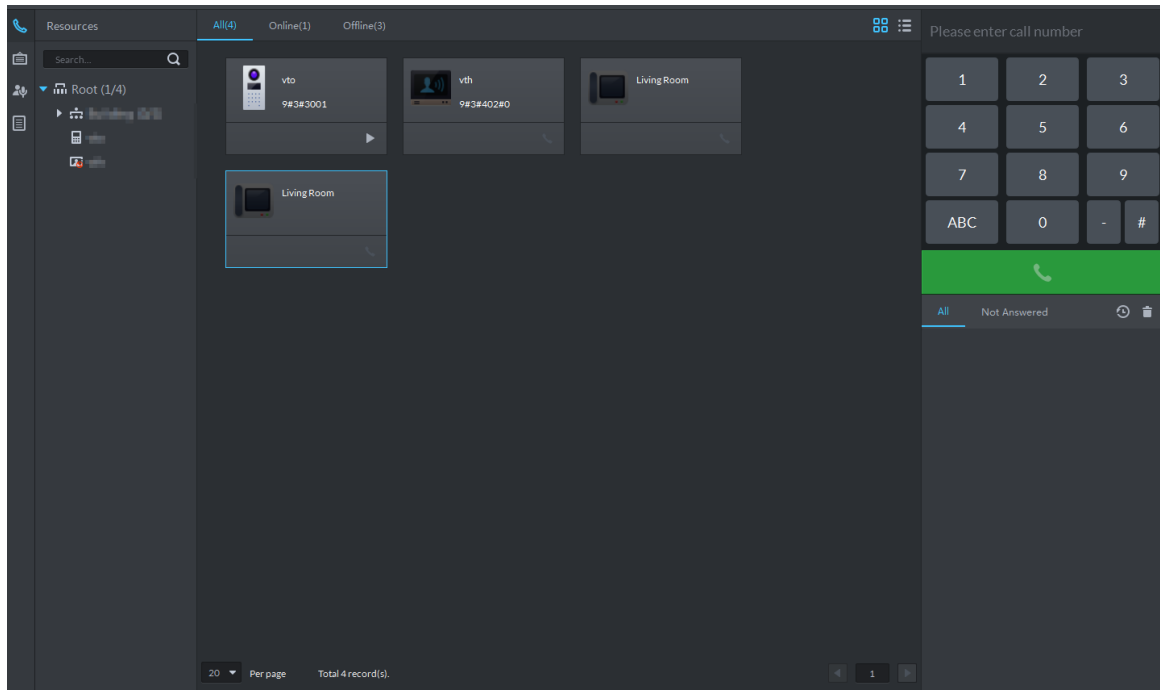 Resources
Search...
Root (1/4)
All(4)
Online(1)
Offline(3)
vto
9#3#3001
vth
9#3#402#0
Living Room
Living Room
20
Per page
Total 4 record(s).
1
Please enter call number
1 2 3
4 5 6
7 8 9
ABC 0 - #
All
Not Answered